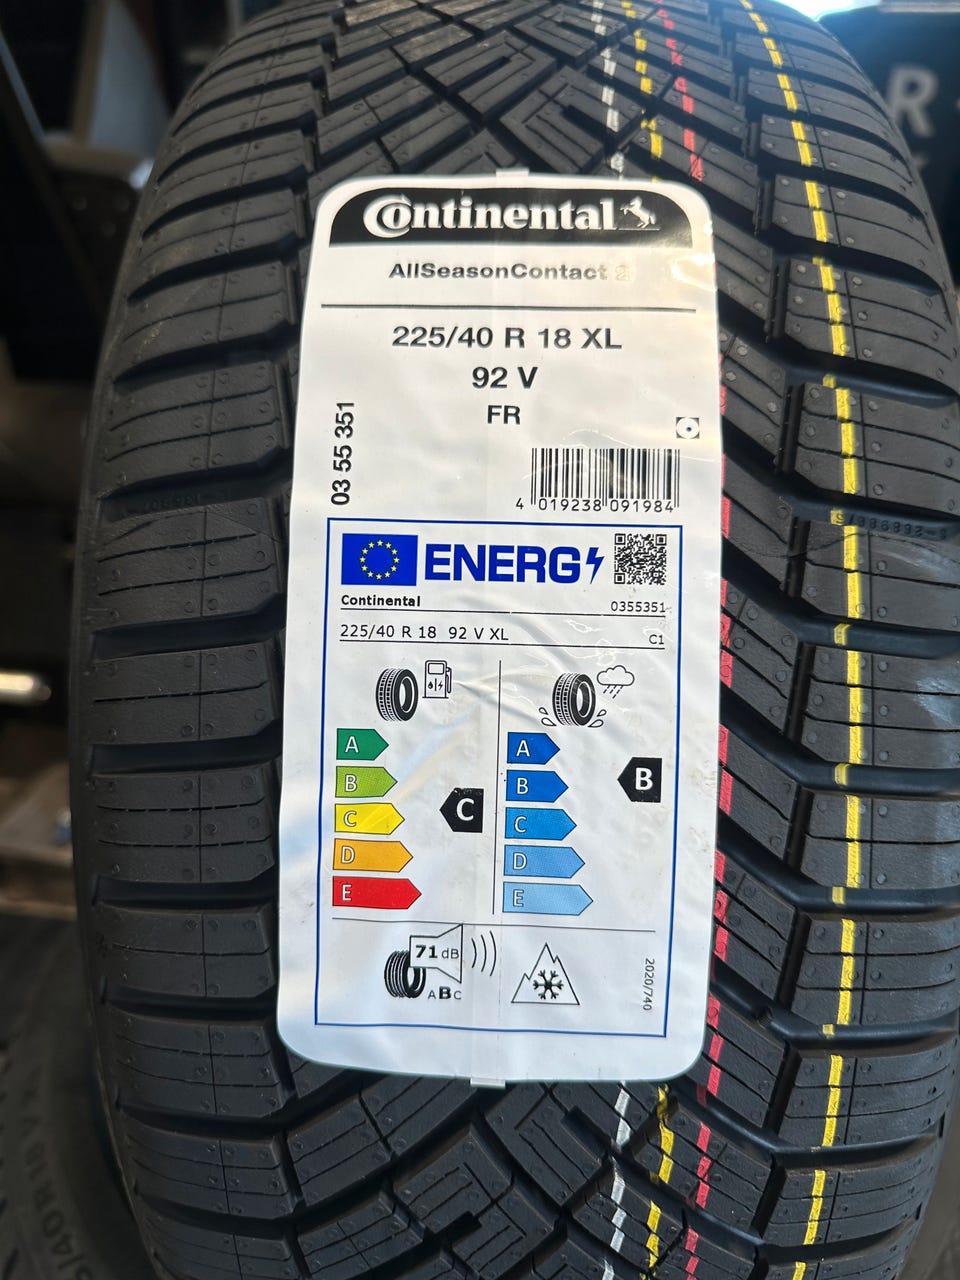 Continental
AllSeasonContact 2
225/40 R 18 XL
92 V
FR
03 55 351
4 019238 091984
ENERG
Continental
0355351
225/40 R 18 92 V XL
C1
A
B
C
D
E
C
A
B
C
D
E
B
71 dB
ABC
2020/740
R